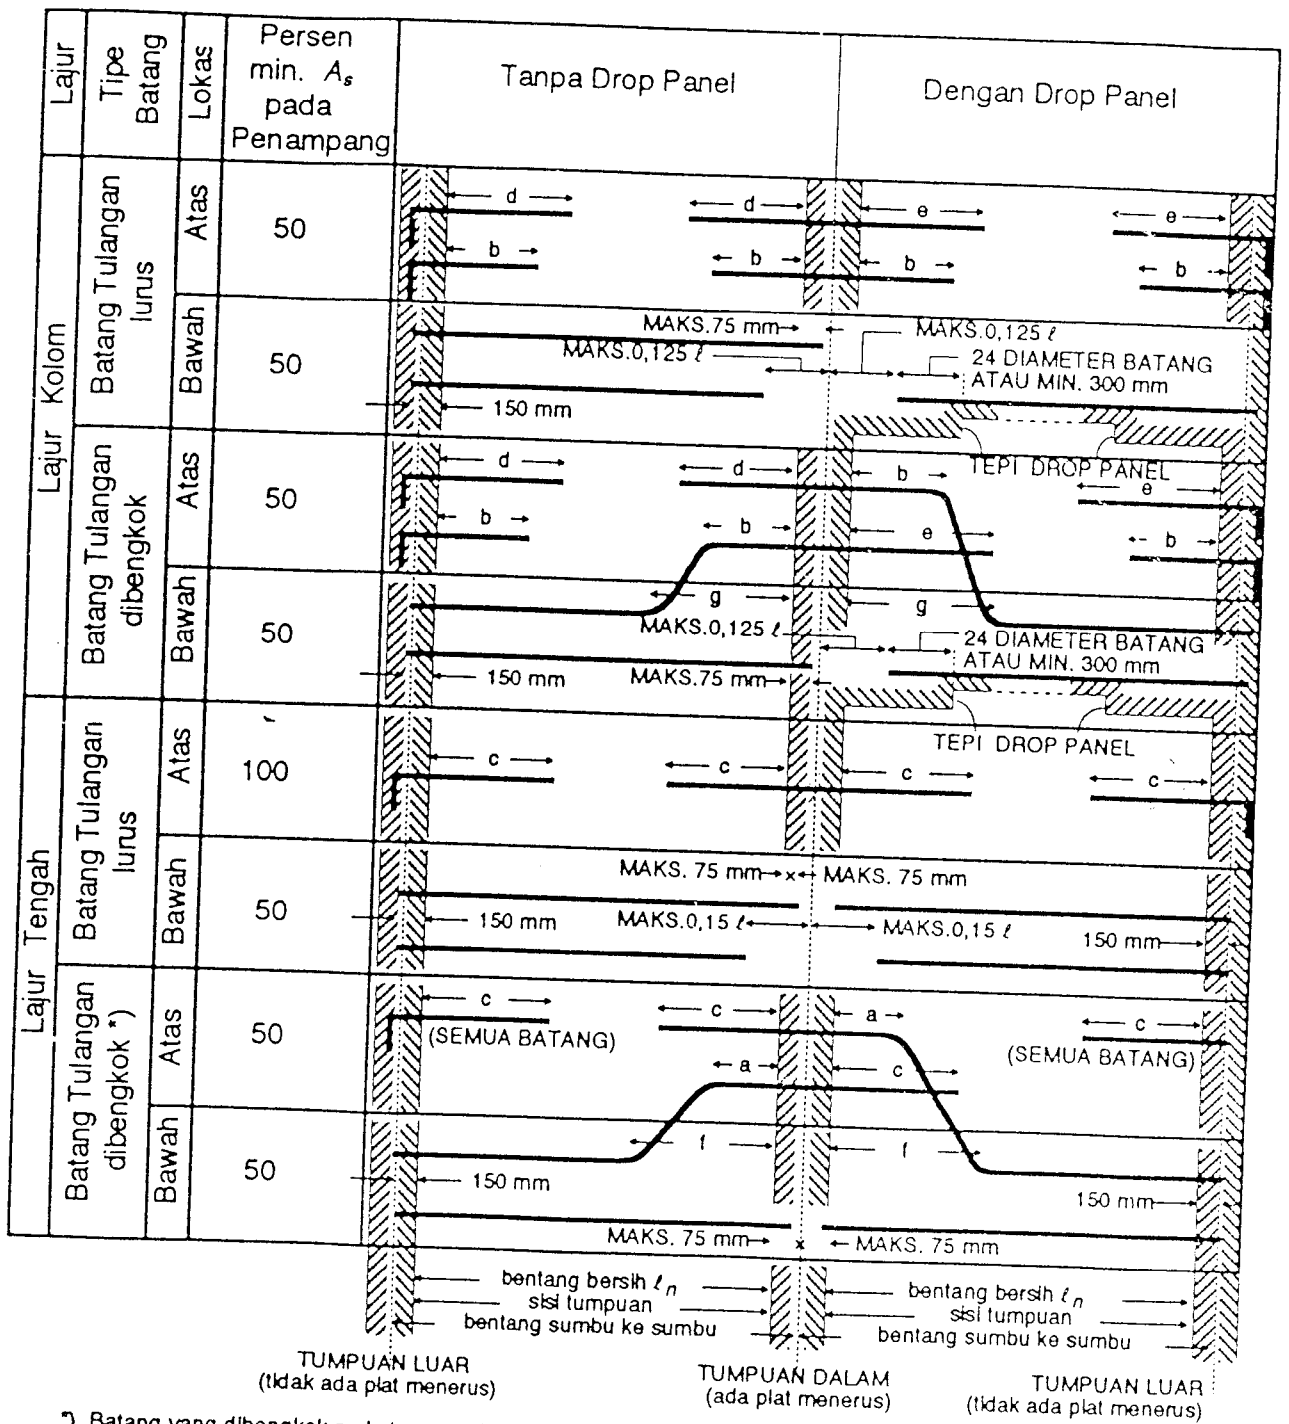 Lajur
Tipe
Batang
Lokas
Persen
min. As
pada
Penampang
Tanpa Drop Panel
Dengan Drop Panel
Lajur Kolom
Batang Tulangan
lurus
Atas
50
d
d
e
e
b
b
b
b
Bawah
50
MAKS.75 mm
MAKS.0,125 ℓ
MAKS.0,125 ℓ
24 DIAMETER BATANG
ATAU MIN. 300 mm
150 mm
TEPI DROP PANEL
Batang Tulangan
dibengkok
Atas
50
d
d
b
e
b
b
e
b
Bawah
50
g
g
MAKS.0,125 ℓ
24 DIAMETER BATANG
ATAU MIN. 300 mm
150 mm
MAKS.75 mm
TEPI DROP PANEL
Lajur Tengah
Batang Tulangan
lurus
Atas
100
c
c
c
c
Bawah
50
MAKS. 75 mm
x
MAKS. 75 mm
150 mm
MAKS.0,15 ℓ
MAKS.0,15 ℓ
150 mm
Batang Tulangan
dibengkok *)
Atas
50
c
c
a
c
(SEMUA BATANG)
(SEMUA BATANG)
a
c
Bawah
50
f
f
150 mm
150 mm
MAKS. 75 mm
x
MAKS. 75 mm
bentang bersih ℓn
sisi tumpuan
bentang sumbu ke sumbu
bentang bersih ℓn
sisi tumpuan
bentang sumbu ke sumbu
TUMPUAN LUAR
(tidak ada plat menerus)
TUMPUAN DALAM
(ada plat menerus)
TUMPUAN LUAR
(tidak ada plat menerus)
*) Batang yang dibengkok